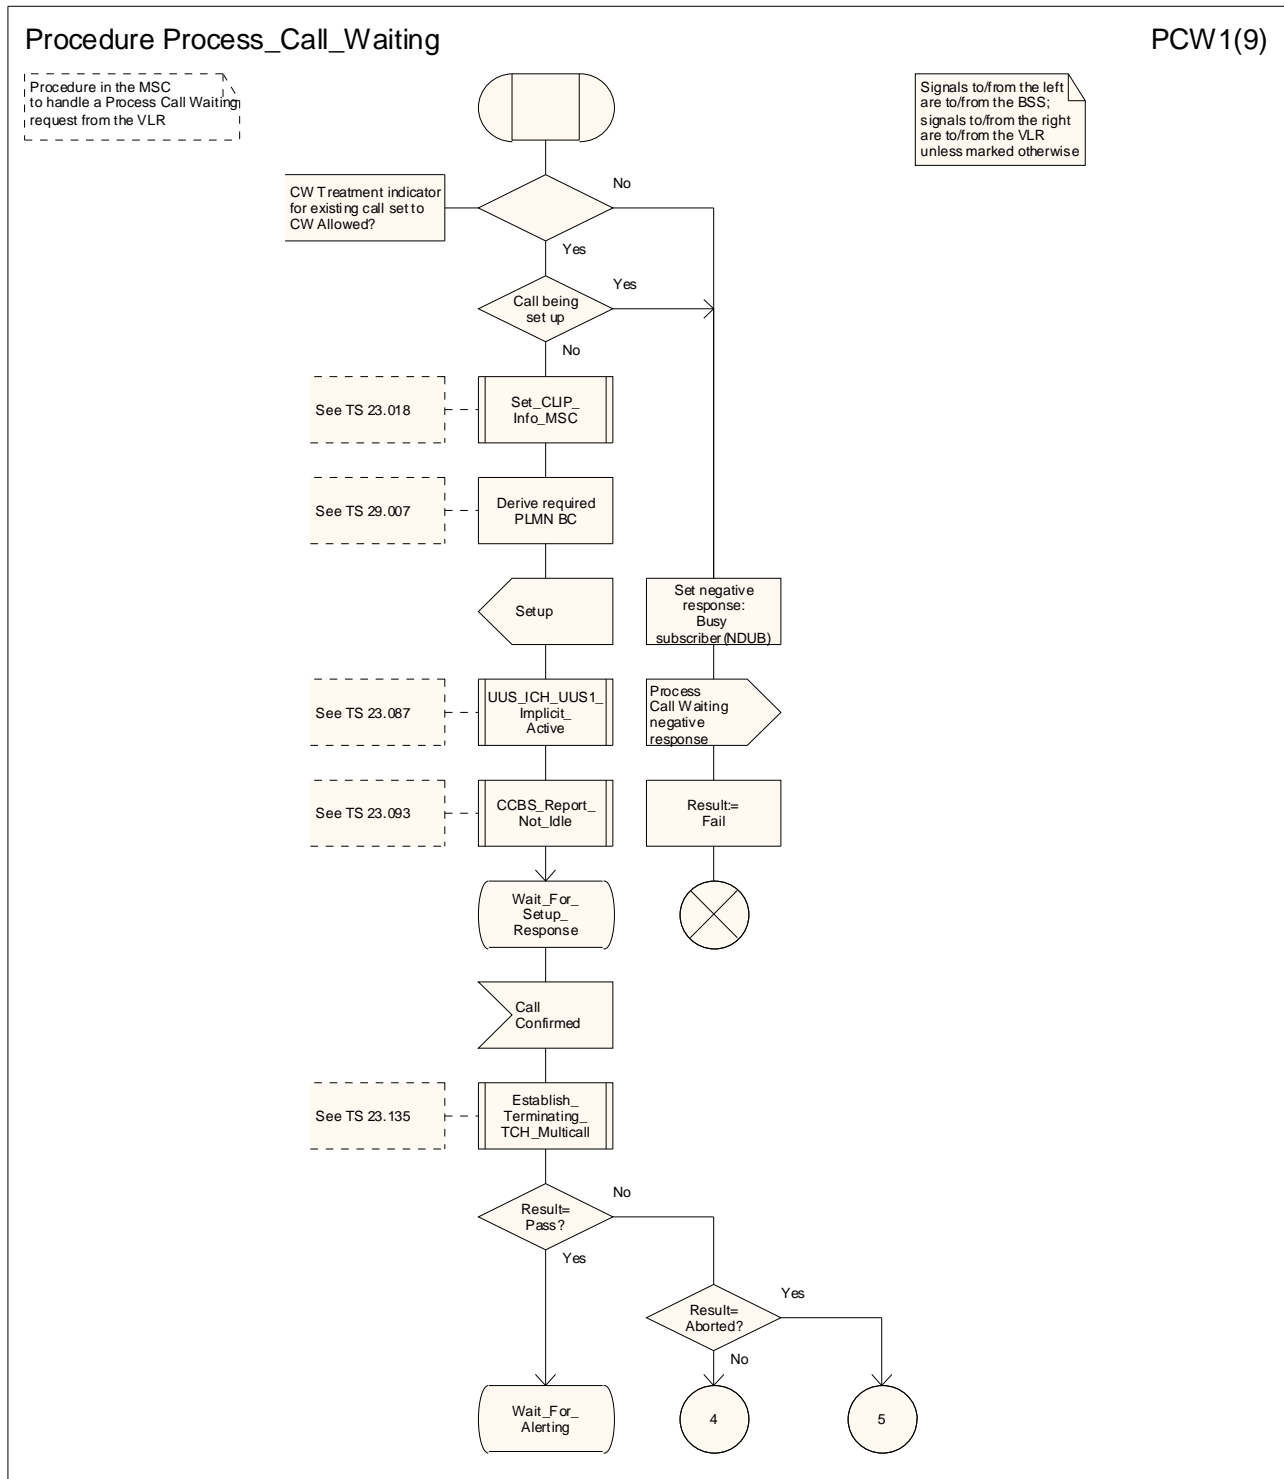 Procedure Process_Call_Waiting
PCW1(9)
Procedure in the MSC
to handle a Process Call Waiting
request from the VLR
Signals to/from the left
are to/from the BSS;
signals to/from the right
are to/from the VLR
unless marked otherwise
CW Treatment indicator
for existing call set to
CW Allowed?
No
Yes
Call being
set up
Yes
No
See TS 23.018
Set_CLIP_
Info_MSC
See TS 29.007
Derive required
PLMN BC
Setup
Set negative
response:
Busy
subscriber(NDUB)
See TS 23.087
UUS_ICH_UUS1_
Implicit_
Active
Process
Call Waiting
negative
response
See TS 23.093
CCBS_Report_
Not_Idle
Result:=
Fail
Wait_For_
Setup_
Response
Call
Confirmed
See TS 23.135
Establish_
Terminating_
TCH_Multicall
Result=
Pass?
No
Yes
Result=
Aborted?
Yes
No
Wait_For_
Alerting
4
5